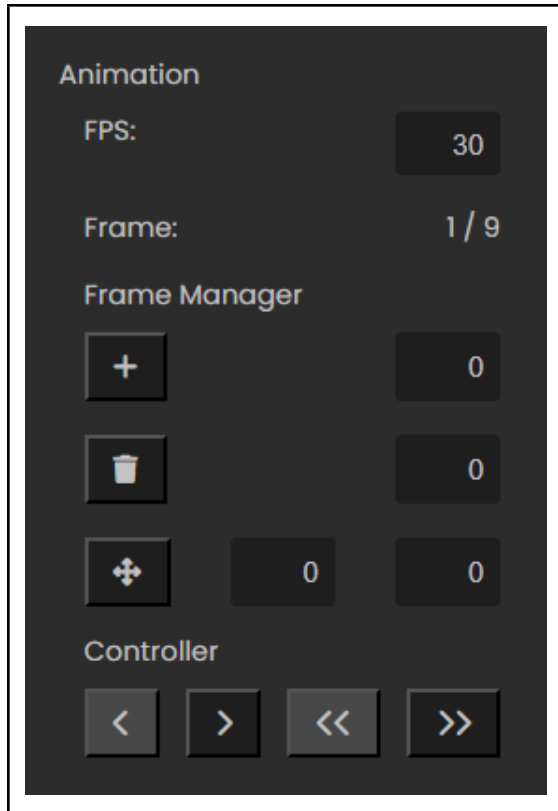 Animation
FPS: 30
Frame: 1 / 9
Frame Manager
+ 0
0
0 0
Controller
< > << >>